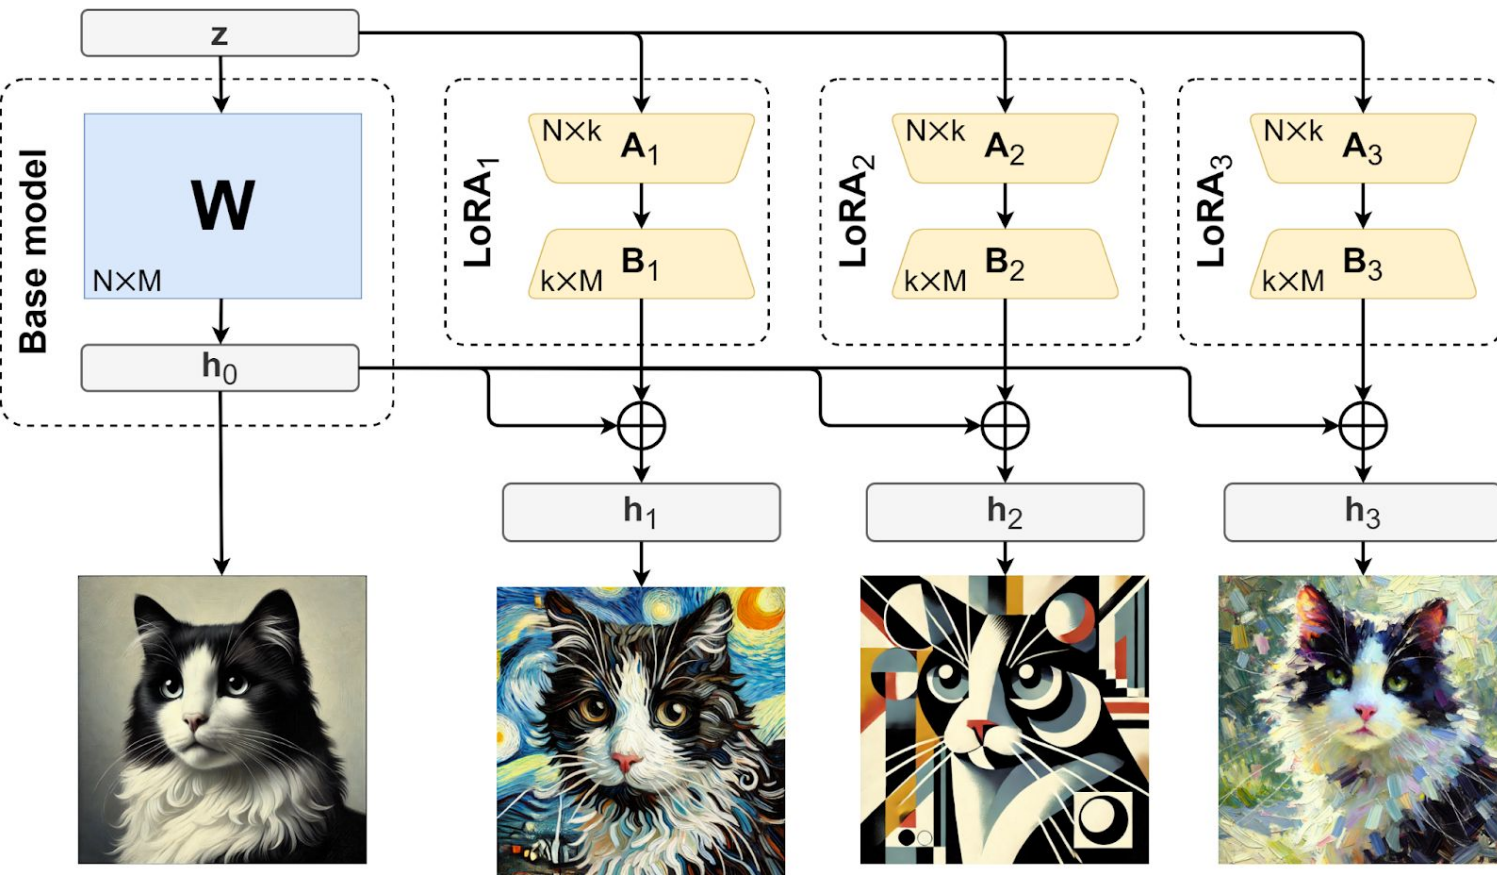 z
Base model
W
N×M
h₀
LoRA₁
N×k
A₁
B₁
k×M
LoRA₂
N×k
A₂
B₂
k×M
LoRA₃
N×k
A₃
B₃
k×M
h₁
h₂
h₃